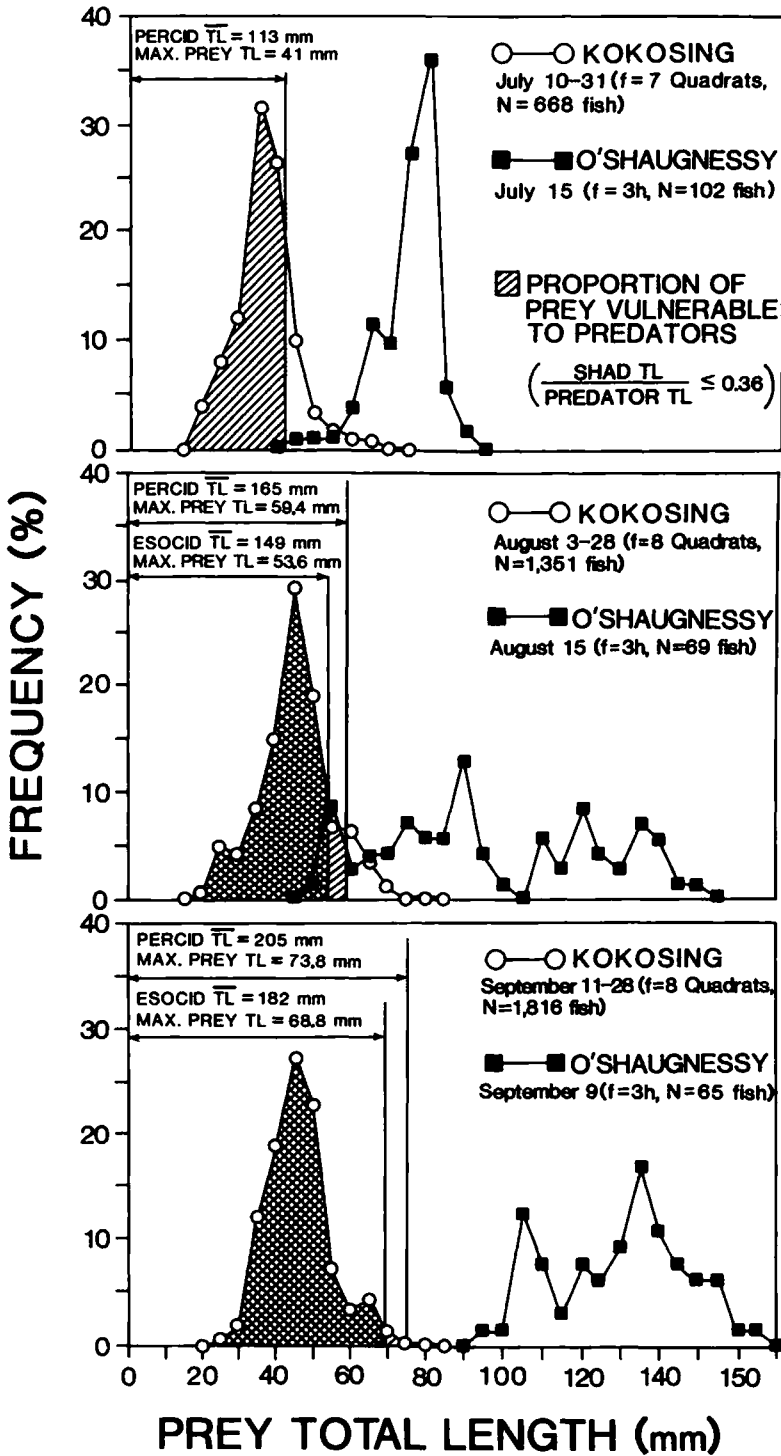 FREQUENCY (%)
PERCID TL = 113 mm
MAX. PREY TL = 41 mm
KOKOSING
July 10-31 (f = 7 Quadrats,
N = 668 fish)
O'SHAUGNESSY
July 15 (f = 3h, N=102 fish)
PROPORTION OF
PREY VULNERABLE
TO PREDATORS
(SHAD TL
PREDATOR TL ≤ 0.36)
40
30
20
10
0
PERCID TL = 165 mm
MAX. PREY TL = 59.4 mm
ESOCID TL = 149 mm
MAX. PREY TL = 53.6 mm
KOKOSING
August 3-28 (f=8 Quadrats,
N=1,351 fish)
O'SHAUGNESSY
August 15 (f=3h, N=69 fish)
40
30
20
10
0
PERCID TL = 205 mm
MAX. PREY TL = 73.8 mm
ESOCID TL = 182 mm
MAX. PREY TL = 68.8 mm
KOKOSING
September 11-28 (f=8 Quadrats,
N=1,816 fish)
O'SHAUGNESSY
September 9 (f=3h, N=65 fish)
40
30
20
10
0
0 20 40 60 80 100 120 140 160
PREY TOTAL LENGTH (mm)